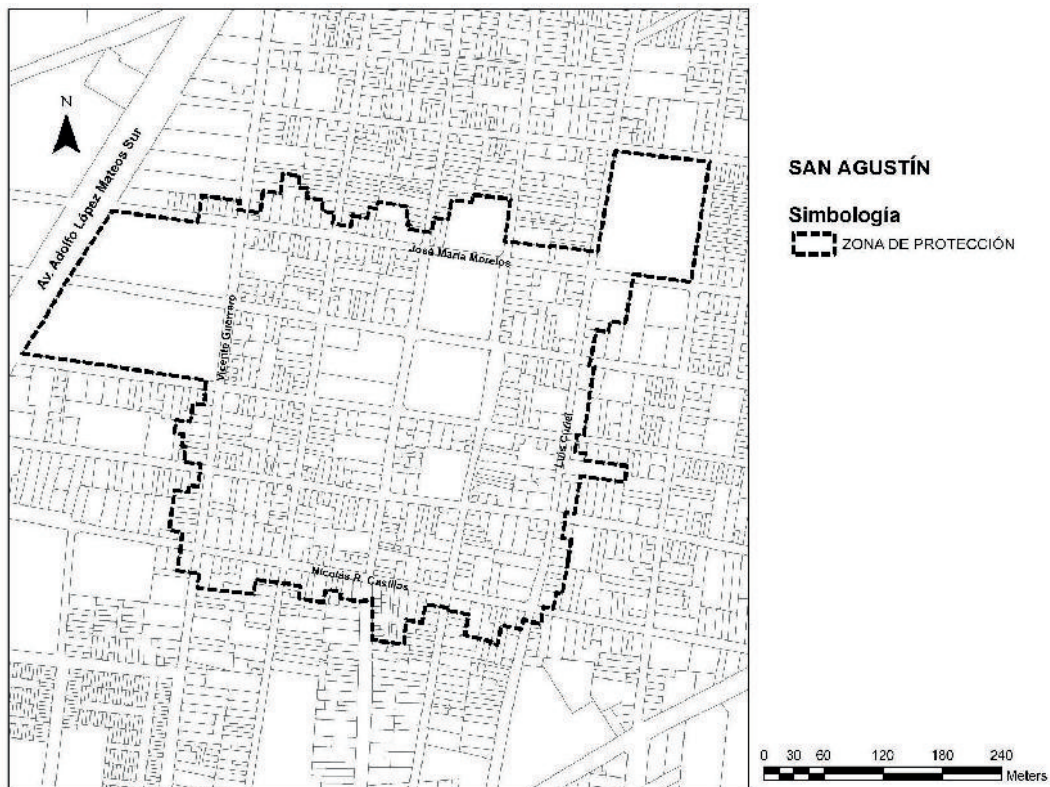 N
Av. Adolfo López Mateos Sur
José María Morelos
Vicente Guerrero
Luis Curiel
Nicolás R. Casillas
SAN AGUSTÍN
Simbología
ZONA DE PROTECCIÓN
0 30 60 120 180 240
Meters